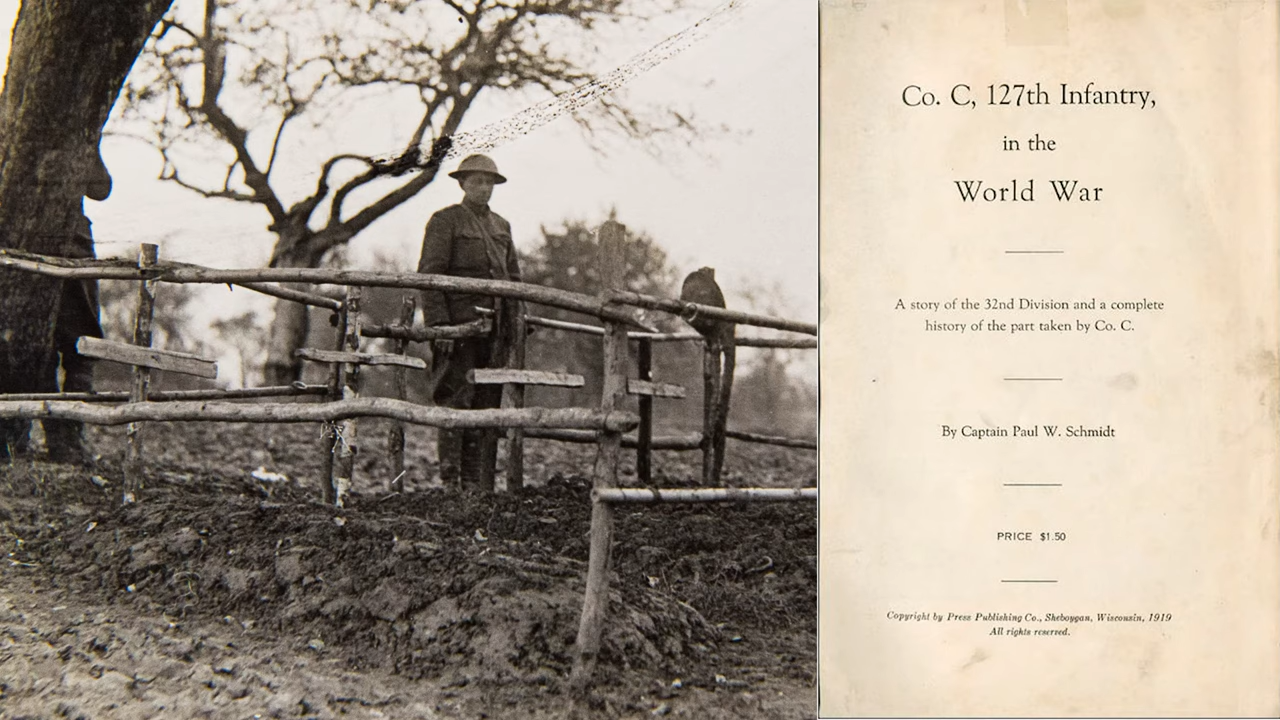 Co. C, 127th Infantry,
in the
World War
A story of the 32nd Division and a complete
history of the part taken by Co. C.
By Captain Paul W. Schmidt
PRICE $1.50
Copyright by Press Publishing Co., Sheboygan, Wisconsin, 1919
All rights reserved.